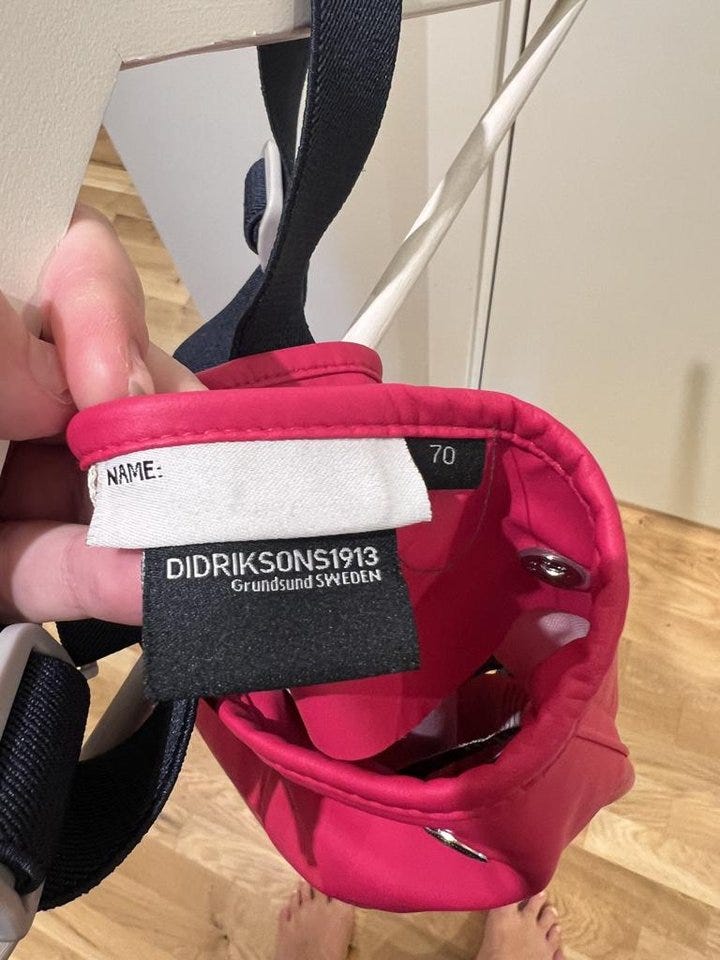 NAME:
70
DIDRIKSONS1913
Grundsund SWEDEN